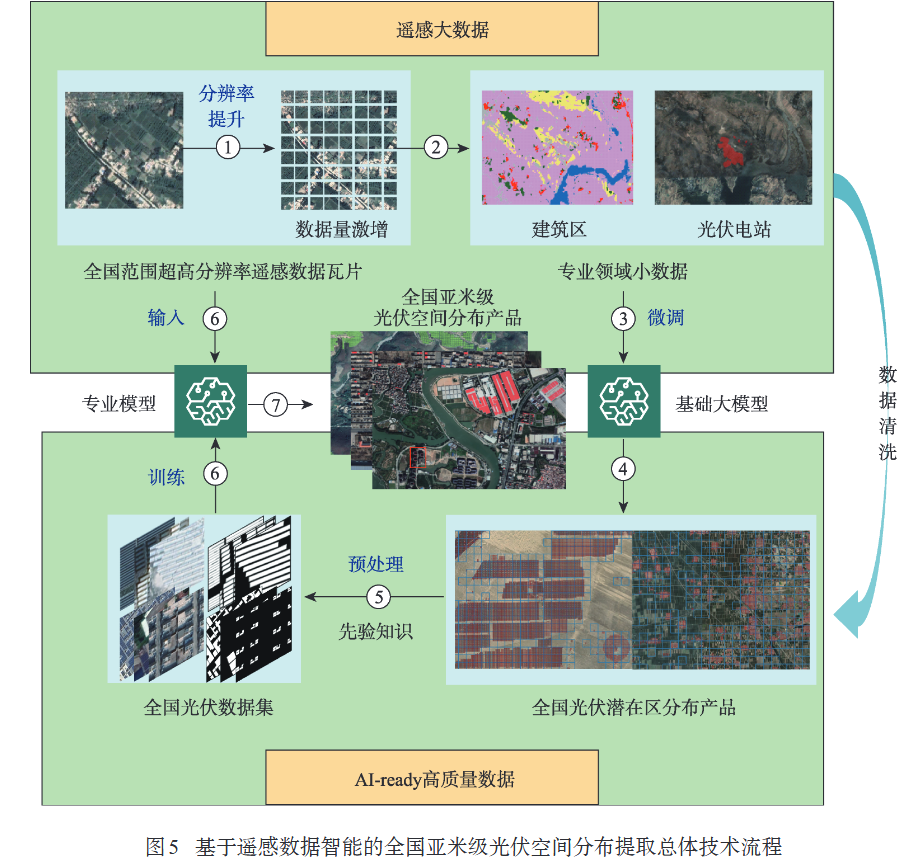 遥感大数据
分辨率
提升
①
②
数据量激增
建筑区
光伏电站
全国范围超高分辨率遥感数据瓦片
专业领域小数据
输入
⑥
全国亚米级
光伏空间分布产品
③
微调
专业模型
⑦
基础大模型
数据清洗
训练
⑥
④
预处理
⑤
先验知识
全国光伏数据集
全国光伏潜在区分布产品
AI-ready高质量数据
图5 基于遥感数据智能的全国亚米级光伏空间分布提取总体技术流程